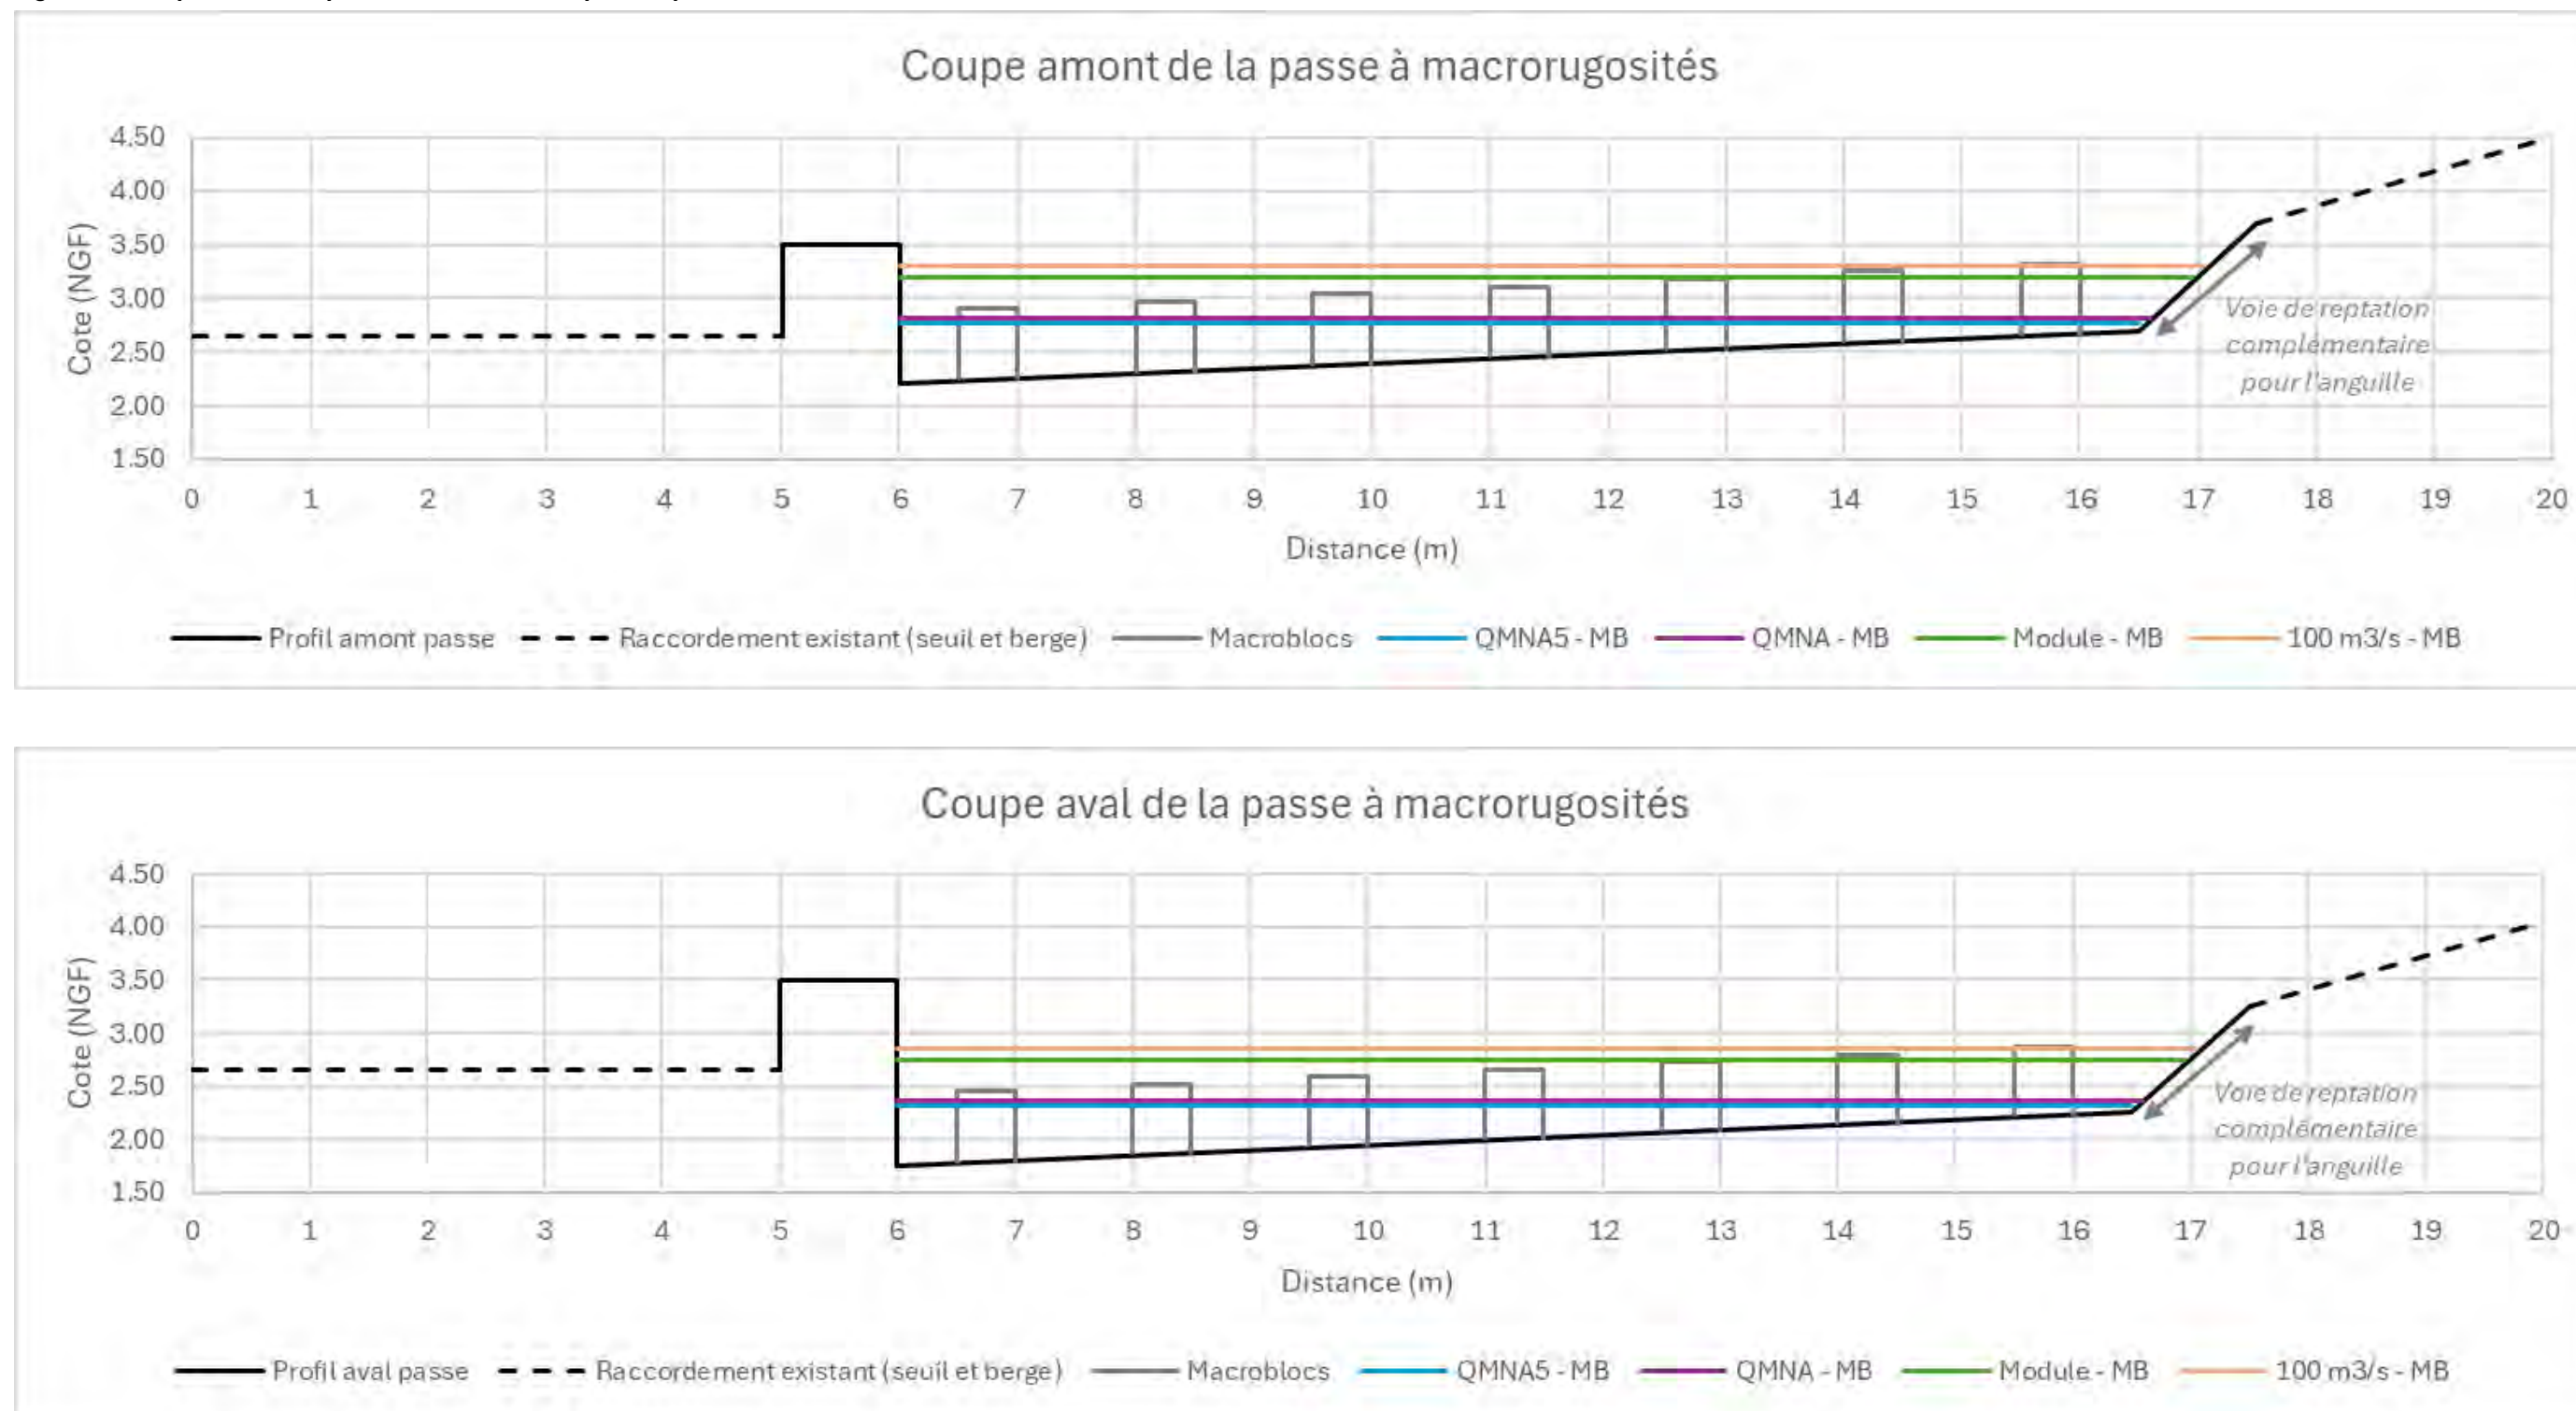 Coupe amont de la passe à macrorugosités
Cote (NGF)
4.50
4.00
3.50
3.00
2.50
2.00
1.50
0 1 2 3 4 5 6 7 8 9 10 11 12 13 14 15 16 17 18 19 20
Distance (m)
Voie de reptation
complémentaire
pour l'anguille
Profil amont passe Raccordement existant (seuil et berge) Macroblocs QMNA5 - MB QMNA - MB Module - MB 100 m3/s - MB
Coupe aval de la passe à macrorugosités
Cote (NGF)
4.50
4.00
3.50
3.00
2.50
2.00
1.50
0 1 2 3 4 5 6 7 8 9 10 11 12 13 14 15 16 17 18 19 20
Distance (m)
Voie de reptation
complémentaire
pour l'anguille
Profil aval passe Raccordement existant (seuil et berge) Macroblocs QMNA5 - MB QMNA - MB Module - MB 100 m3/s - MB